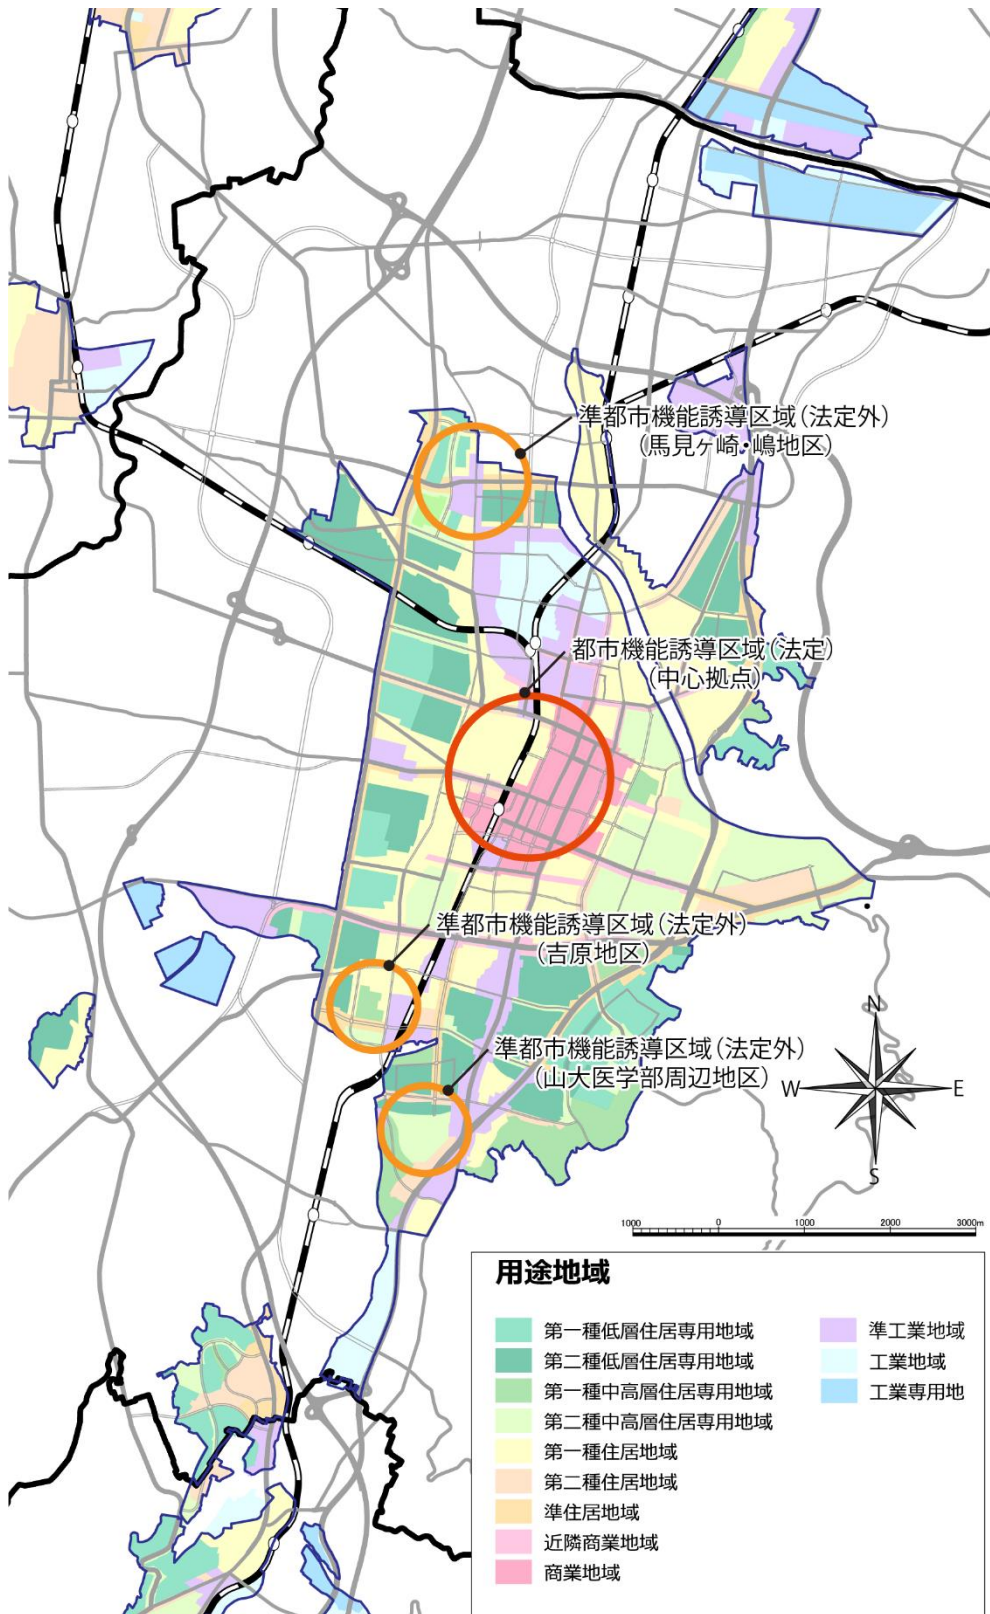 準都市機能誘導区域（法定外）
（馬見ヶ崎・嶋地区）
都市機能誘導区域（法定）
（中心拠点）
準都市機能誘導区域（法定外）
（吉原地区）
準都市機能誘導区域（法定外）
（山大医学部周辺地区）
N
W
E
S
1000 0 1000 2000 3000m
用途地域
第一種低層住居専用地域
第二種低層住居専用地域
第一種中高層住居専用地域
第二種中高層住居専用地域
第一種住居地域
第二種住居地域
準住居地域
近隣商業地域
商業地域
準工業地域
工業地域
工業専用地